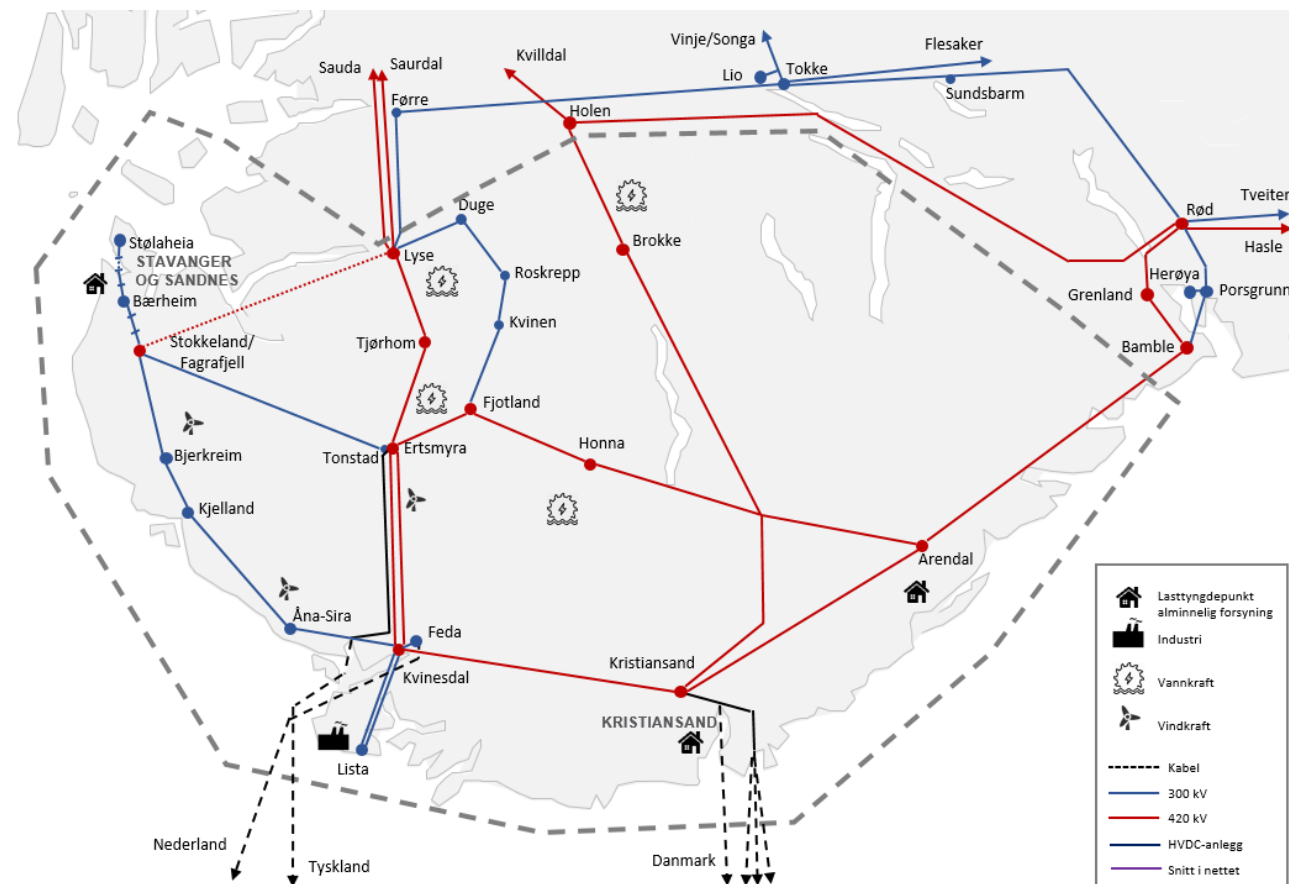 Vinje/Songa
Flesaker
Kvilldal
Sauda
Saurdal
Lio
Tokke
Sundsbarm
Førre
Holen
Tveiten
Rød
Duge
Hasle
Stølaheia
STAVANGER
OG SANDNES
Lyse
Brokke
Roskrepp
Herøya
Grenland
Porsgrunn
Bærheim
Kvinen
Stokkeland/
Fagrafjell
Tjørhom
Bamble
Fjotland
Honna
Tonstad
Ertsmyra
Bjerkreim
Kjelland
Arendal
Åna-Sira
Feda
Kvinesdal
Kristiansand
KRISTIANSAND
Lista
Nederland
Tyskland
Danmark
Lasttyngdepunkt
alminnelig forsyning
Industri
Vannkraft
Vindkraft
Kabel
300 kV
420 kV
HVDC-anlegg
Snitt i nettet